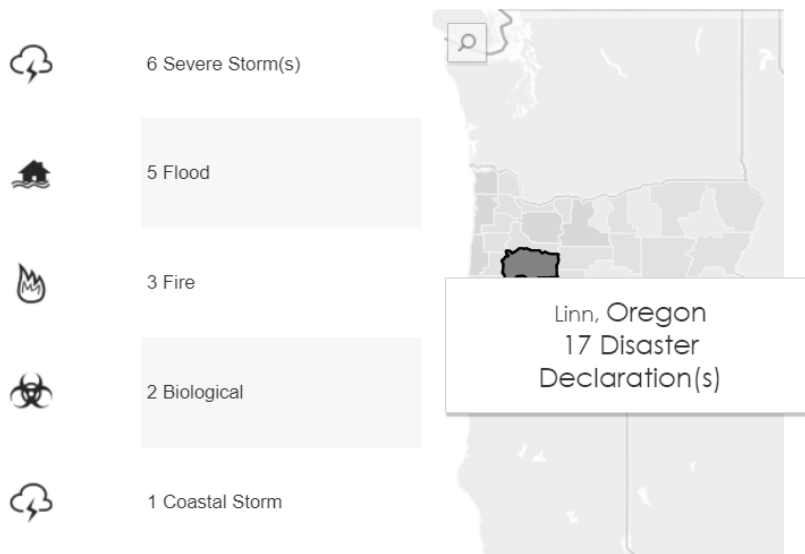 6 Severe Storm(s)
5 Flood
3 Fire
2 Biological
1 Coastal Storm
Linn, Oregon
17 Disaster
Declaration(s)